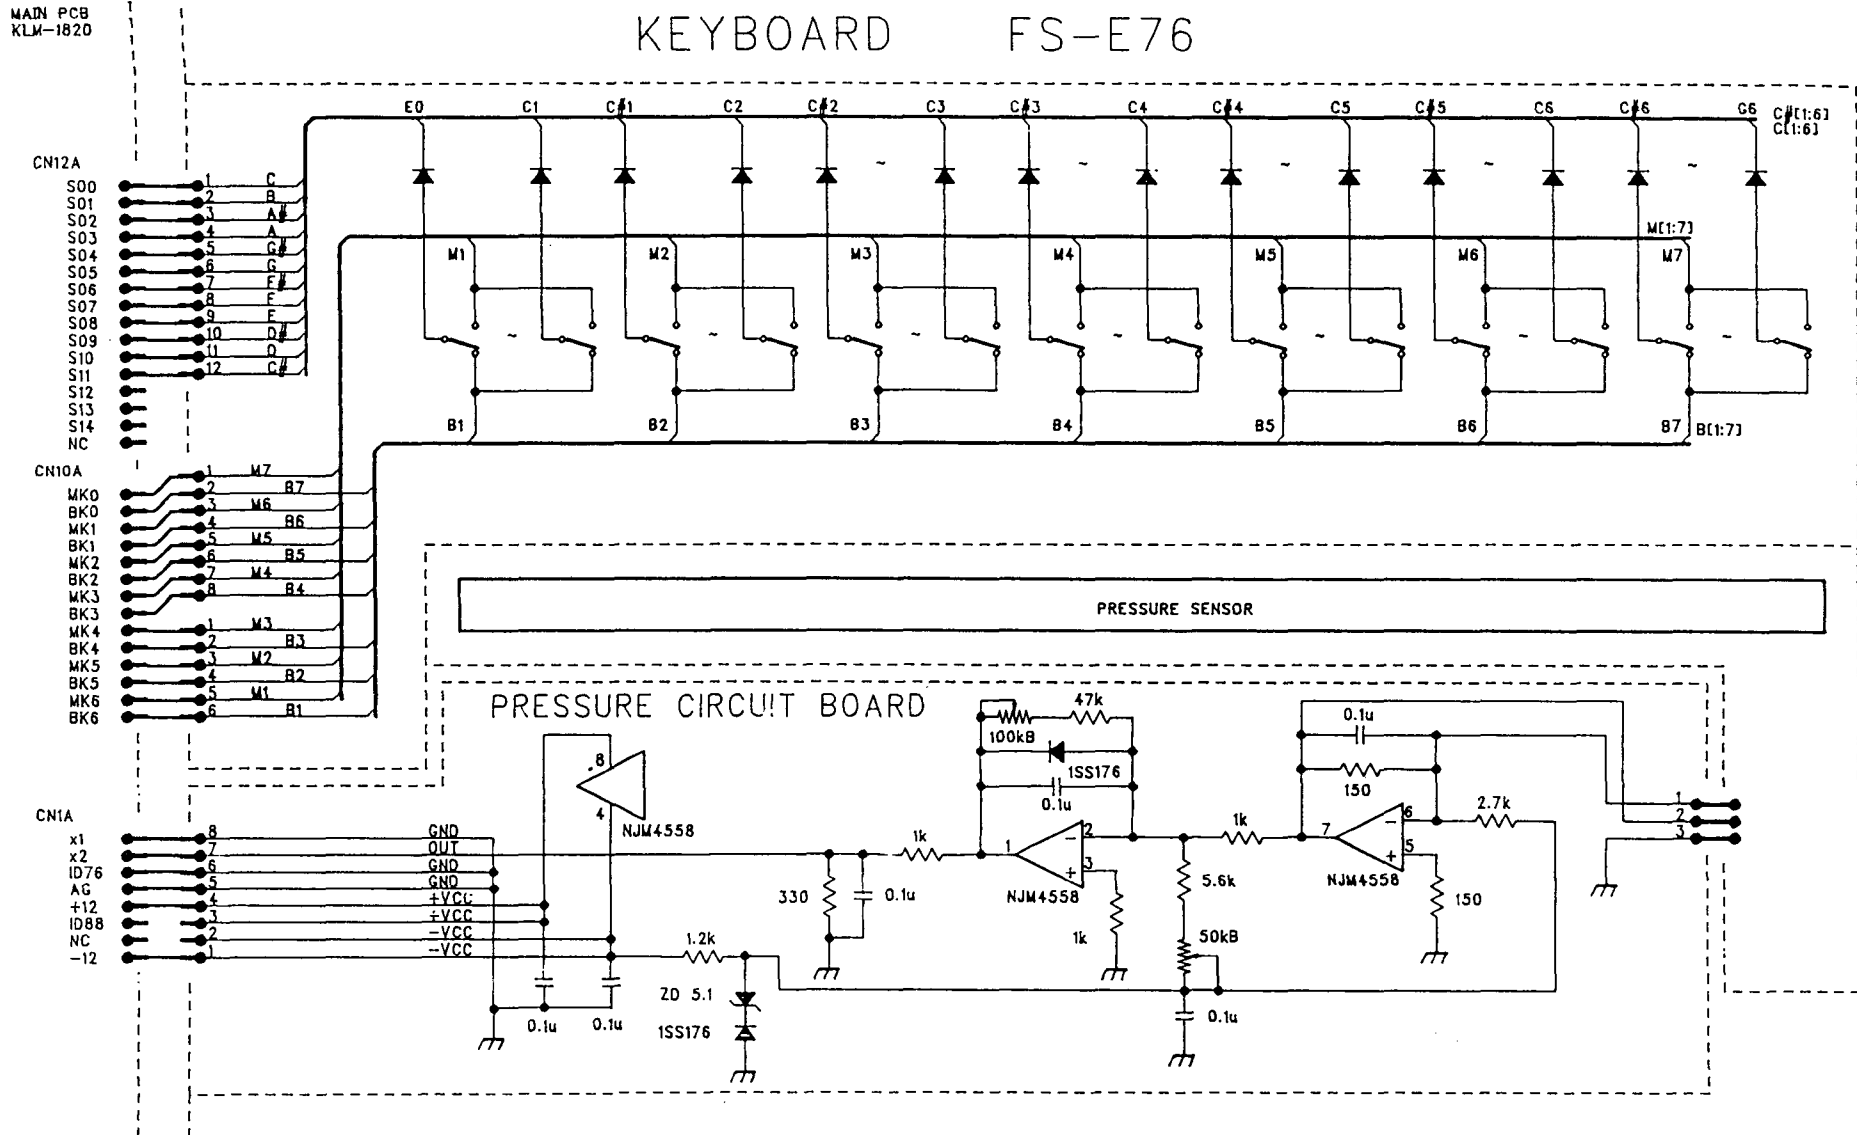 MAIN PCB
KLM-1820
KEYBOARD FS-E76
E0 C1 C#1 C2 C#2 C3 C#3 C4 C#4 C5 C#5 C6 C#6 G6 C#[1:6]
C[1:6]
CN12A
~ ~ ~ ~
S00 1 C
S01 2 B
S02 3 A#
S03 4 A
S04 5 G#
S05 6 G
S06 7 F#
S07 8 F
S08 9 E
S09 10 D#
S10 11 D
S11 12 C#
S12
S13
S14
NC
M[1:7]
M1 M2 M3 M4 M5 M6 M7
~ ~ ~ ~ ~ ~ ~
B1 B2 B3 B4 B5 B6 B7 B[1:7]
CN10A
1 M7
MK0 2 B7
BK0 3 M6
MK1 4 B6
BK1 5 M5
MK2 6 B5
BK2 7 M4
MK3 8 B4
BK3
MK4 1 M3
BK4 2 B3
MK5 3 M2
BK5 4 B2
MK6 5 M1
BK6 6 B1
PRESSURE SENSOR
PRESSURE CIRCUIT BOARD
47k
100kB
1SS176
0.1u
0.1u
150
8
4
NJM4558
CN1A
x1 8 GND
x2 7 OUT
ID76 6 GND
AG 5 GND
+12 4 +VCC
ID88 3 +VCC
NC 2 -VCC
-12 1 -VCC
1k
1
2
-
3
+
NJM4558
1k
1k
7
6
-
5
+
NJM4558
2.7k
1
2
3
330
0.1u
5.6k
150
50kB
1.2k
ZD 5.1
1SS176
0.1u 0.1u
0.1u